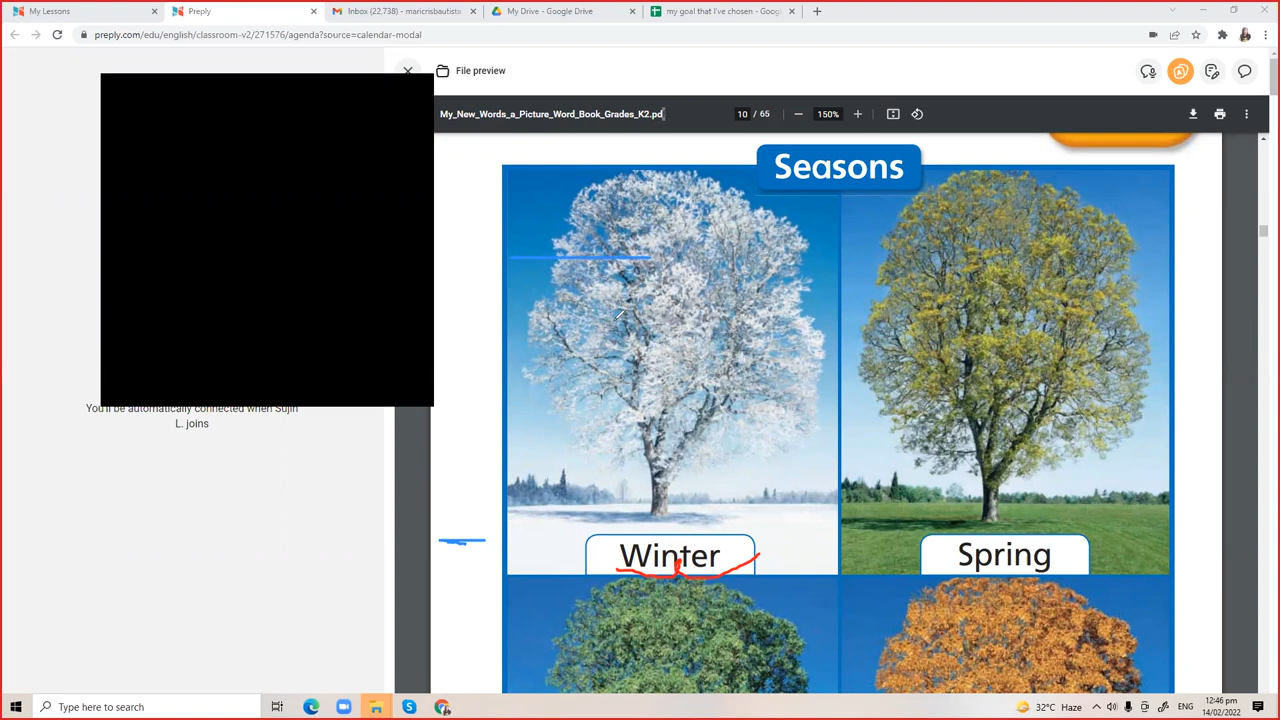 My Lessons
Preply
Inbox (22,738) - maricrisbautista
My Drive - Google Drive
my goal that I've chosen - Goog
preply.com/edu/english/classroom-v2/271576/agenda?source=calendar-modal
File preview
My_New_Words_a_Picture_Word_Book_Grades_K2.pd
10 / 65
150%
Seasons
You'll be automatically connected when Sujin
L. joins
Winter
Spring
Type here to search
32°C Haze
ENG
12:46 pm
14/02/2022